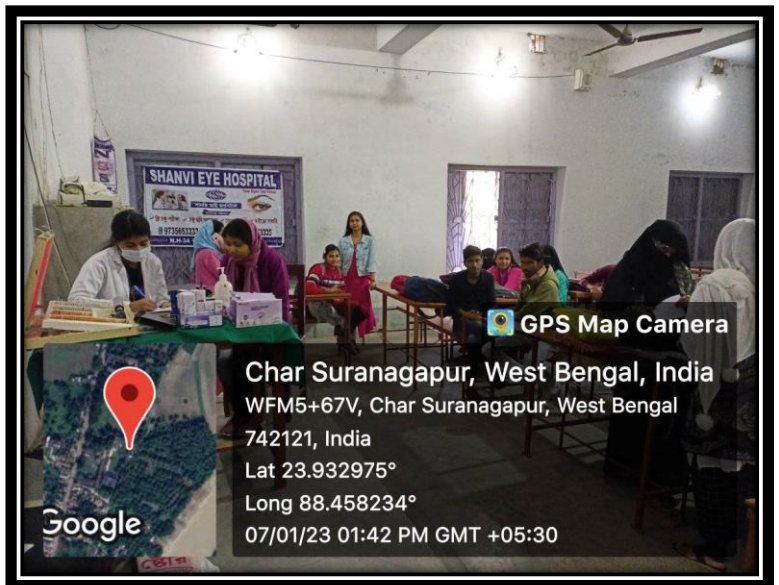 SHANVI EYE HOSPITAL
N.H-34
GPS Map Camera
Char Suranagapur, West Bengal, India
WFM5+67V, Char Suranagapur, West Bengal
742121, India
Lat 23.932975°
Long 88.458234°
07/01/23 01:42 PM GMT +05:30
Google